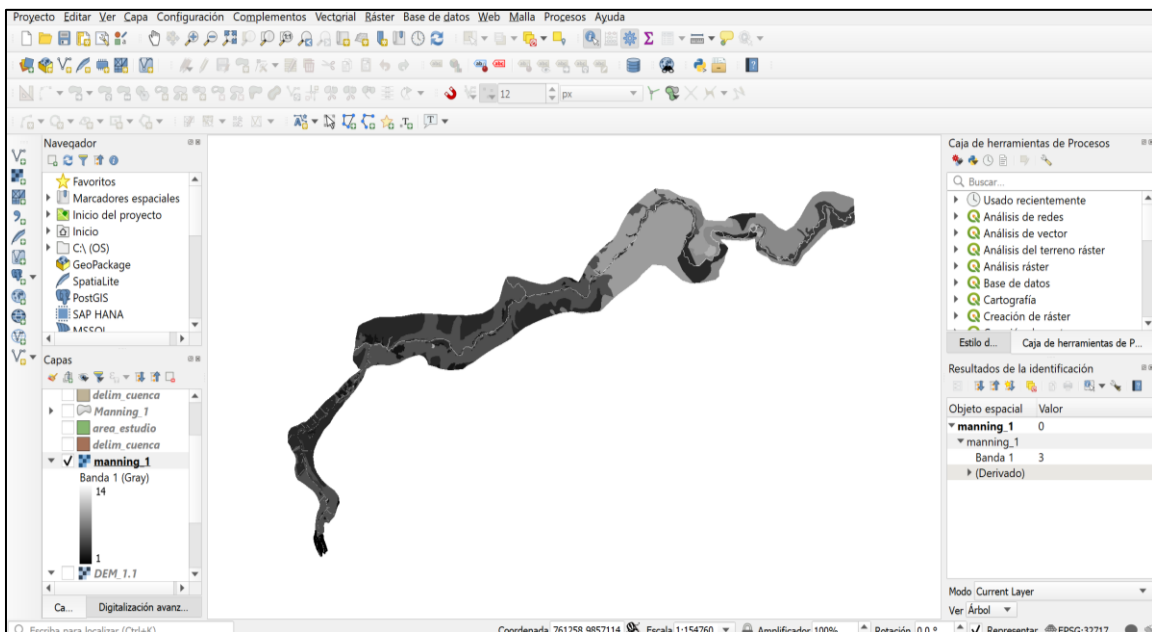 Proyecto Editar Ver Capa Configuración Complementos Vectorial Ráster Base de datos Web Malla Procesos Ayuda
12 px
Navegador
Favoritos
Marcadores espaciales
Inicio del proyecto
Inicio
C:\ (OS)
GeoPackage
SpatiaLite
PostGIS
SAP HANA
MSSQL
Capas
delim_cuenca
Manning_1
area_estudio
delim_cuenca
manning_1
Banda 1 (Gray)
14
1
DEM_1.1
Ca... Digitalización avanz...
Caja de herramientas de Procesos
Buscar...
Usado recientemente
Análisis de redes
Análisis de vector
Análisis del terreno ráster
Análisis ráster
Base de datos
Cartografía
Creación de ráster
Estilo d... Caja de herramientas de P...
Resultados de la identificación
Objeto espacial Valor
manning_1 0
manning_1
Banda 1 3
(Derivado)
Modo Current Layer
Ver Árbol
Escriba para localizar (Ctrl+K) Coordenada 761258 9857114 Escala 1:154760 Amplificador 100% Rotación 0,0 ° Representar EPSG:32717